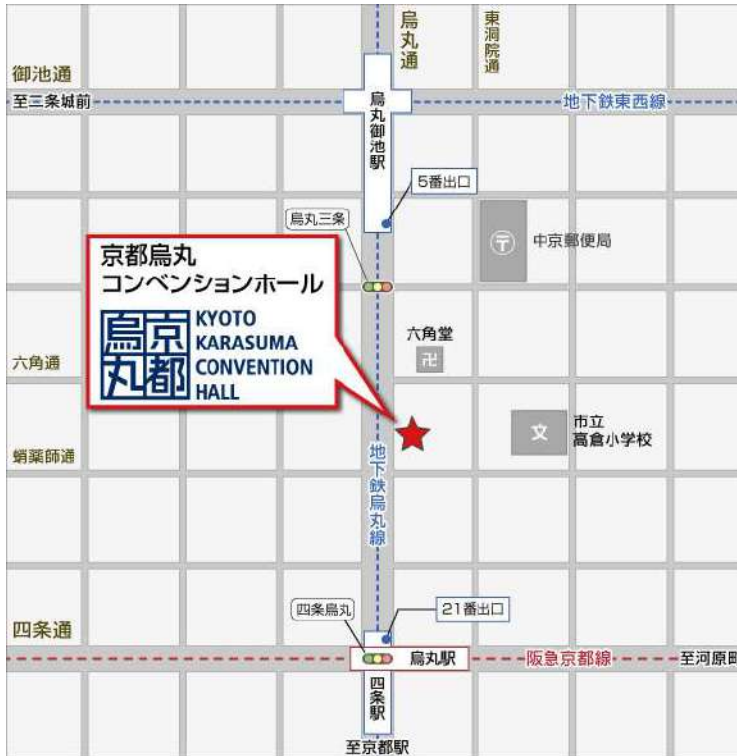 烏丸通
東洞院通
御池通
至二条城前
地下鉄東西線
烏丸御池駅
5番出口
烏丸三条
〒
中京郵便局
京都烏丸
コンベンションホール
京都烏丸
KYOTO
KARASUMA
CONVENTION
HALL
六角堂
卍
六角通
文
市立
高倉小学校
蛸薬師通
地下鉄烏丸線
四条烏丸
21番出口
四条通
烏丸駅
阪急京都線
至河原町
四条駅
至京都駅